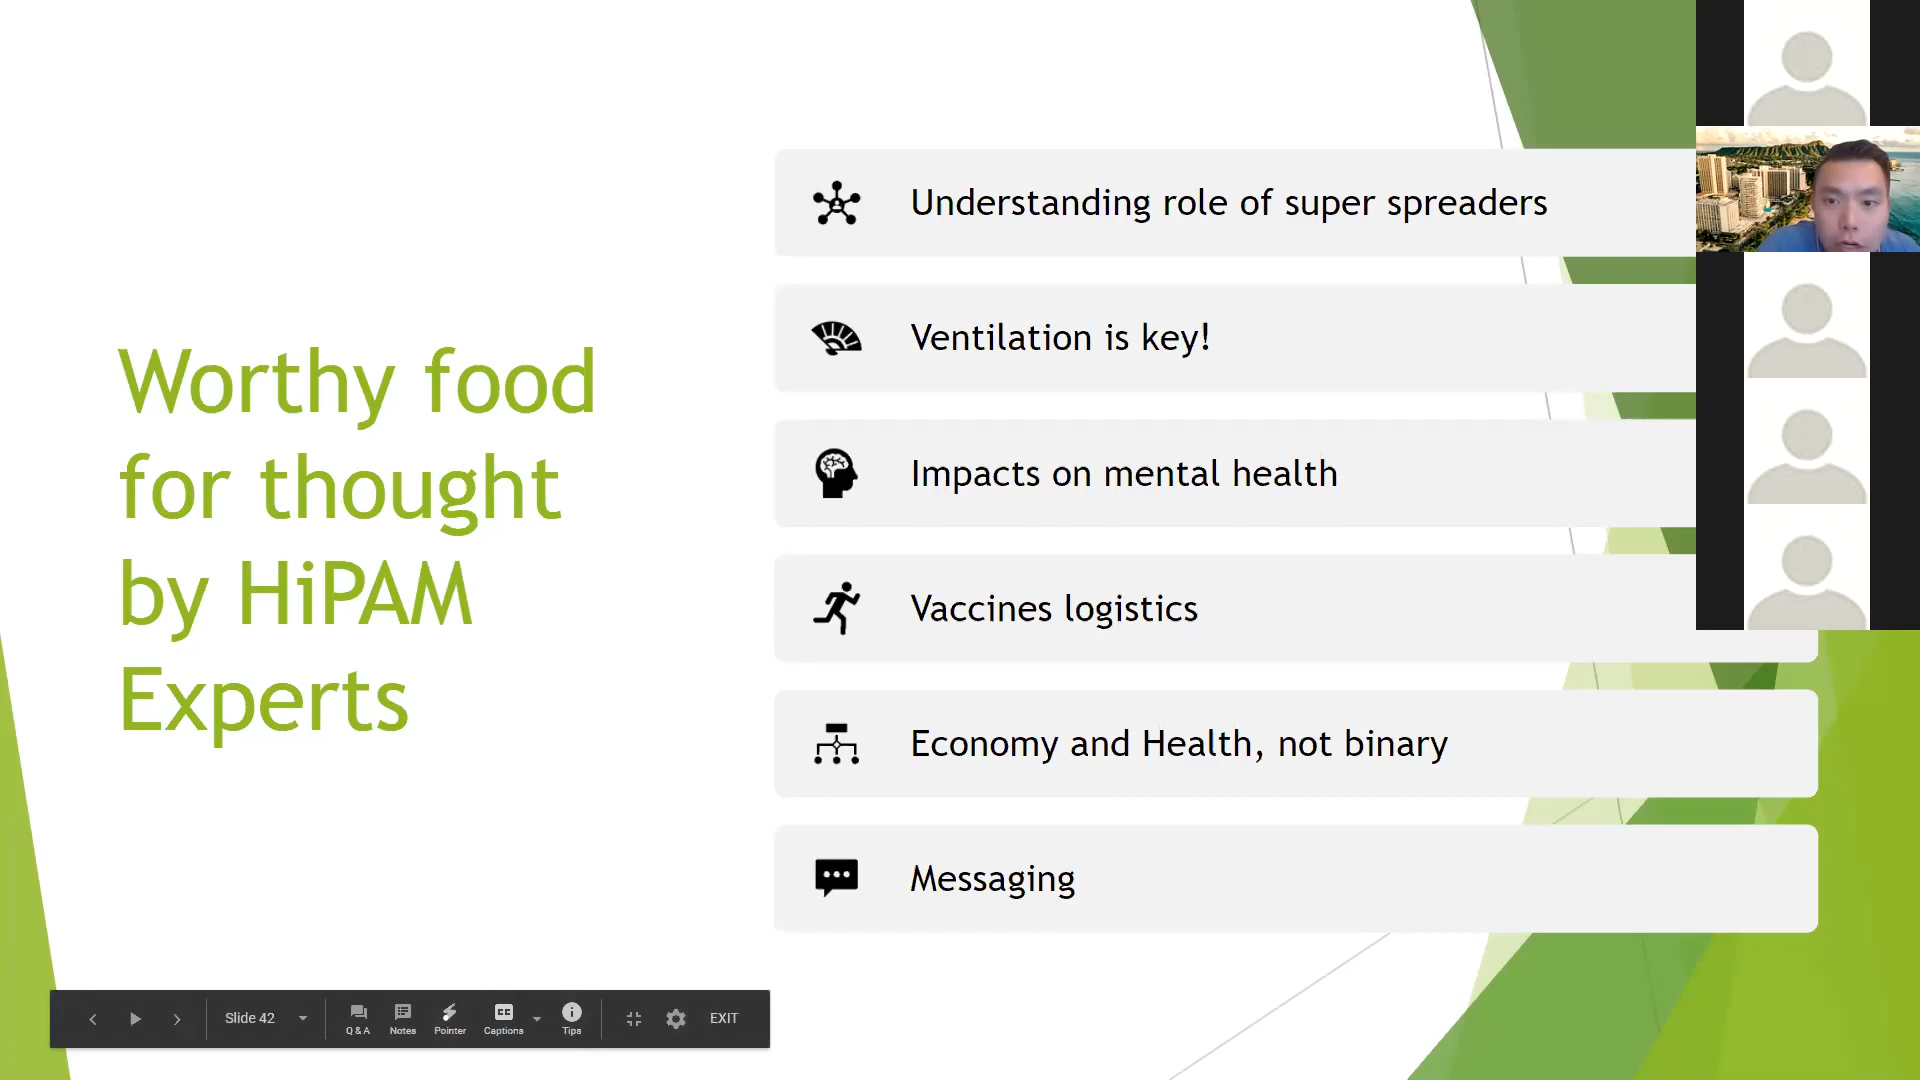 Worthy food
for thought
by HiPAM
Experts
Understanding role of super spreaders
Ventilation is key!
Impacts on mental health
Vaccines logistics
Economy and Health, not binary
Messaging
Slide 42
Q & A
Notes
Pointer
CC
Captions
Tips
EXIT